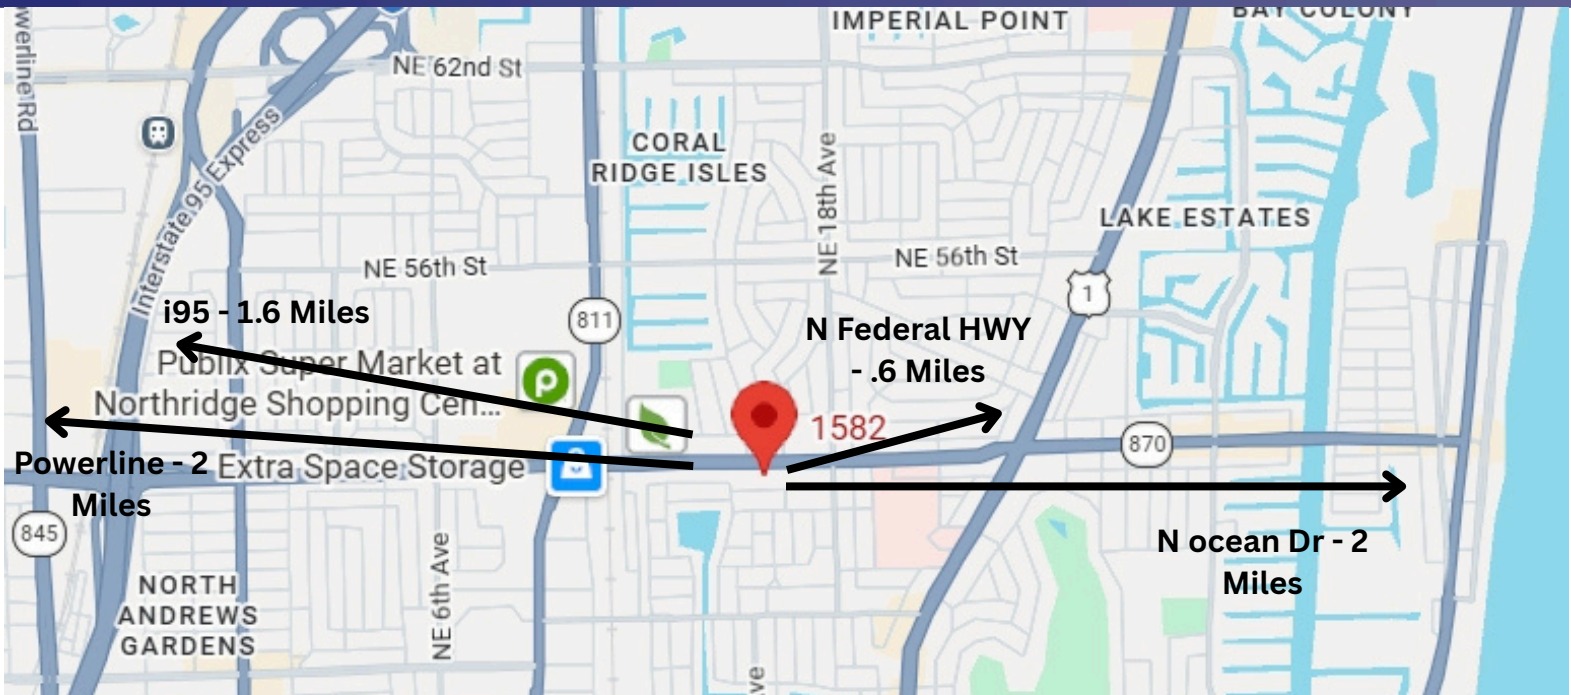 IMPERIAL POINT
BAY COLONY
werline Rd
NE 62nd St
Interstate 95 Express
CORAL
RIDGE ISLES
NE 18th Ave
LAKE ESTATES
NE 56th St
NE 56th St
1
i95 - 1.6 Miles
811
N Federal HWY
- .6 Miles
Publix Super Market at
Northridge Shopping Cen...
1582
870
Powerline - 2
Miles
Extra Space Storage
845
N ocean Dr - 2
Miles
NE 6th Ave
NORTH
ANDREWS
GARDENS
ve